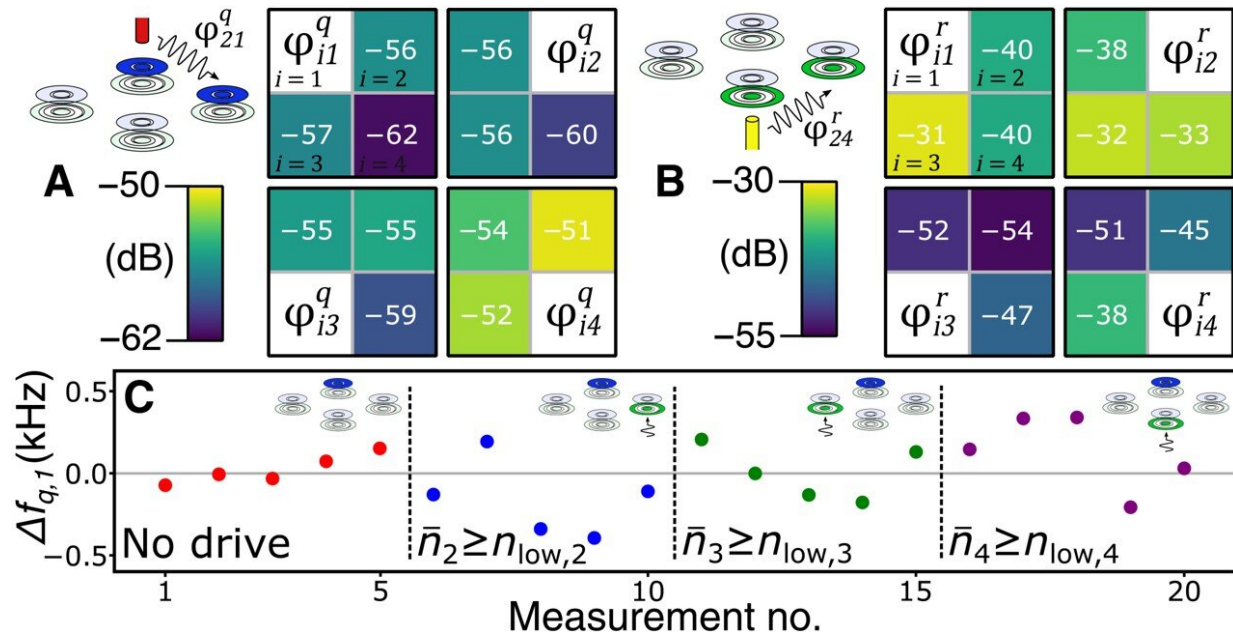 φ^q_21
φ^q_i1 −56 −56 φ^q_i2
i = 1 i = 2
−57 −62 −56 −60
i = 3 i = 4
A
−50
(dB)
−62
−55 −55 −54 −51
φ^q_i3 −59 −52 φ^q_i4
φ^r_24
φ^r_i1 −40 −38 φ^r_i2
i = 1 i = 2
−31 −40 −32 −33
i = 3 i = 4
B
−30
(dB)
−55
−52 −54 −51 −45
φ^r_i3 −47 −38 φ^r_i4
C
Δf_q,1 (kHz)
0.5
0.0
−0.5
No drive n̄_2≥n_low,2 n̄_3≥n_low,3 n̄_4≥n_low,4
1 5 10 15 20
Measurement no.